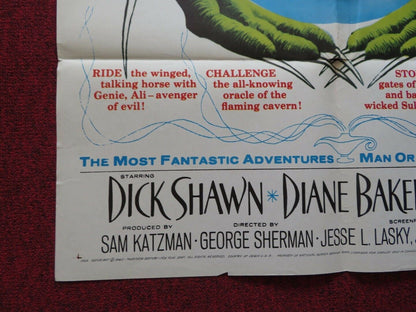 RIDE the winged,
talking horse with
Genie, Ali–avenger
of evil!
CHALLENGE
the all-knowing
oracle of the
flaming cavern!
STO
gates of
and ba
wicked Sul
THE MOST FANTASTIC ADVENTURES
MAN OR
STARRING
DICK SHAWN * DIANE BAKE
PRODUCED BY
DIRECTED BY
SCREENP
SAM KATZMAN · GEORGE SHERMAN · JESSE L. LASKY, J